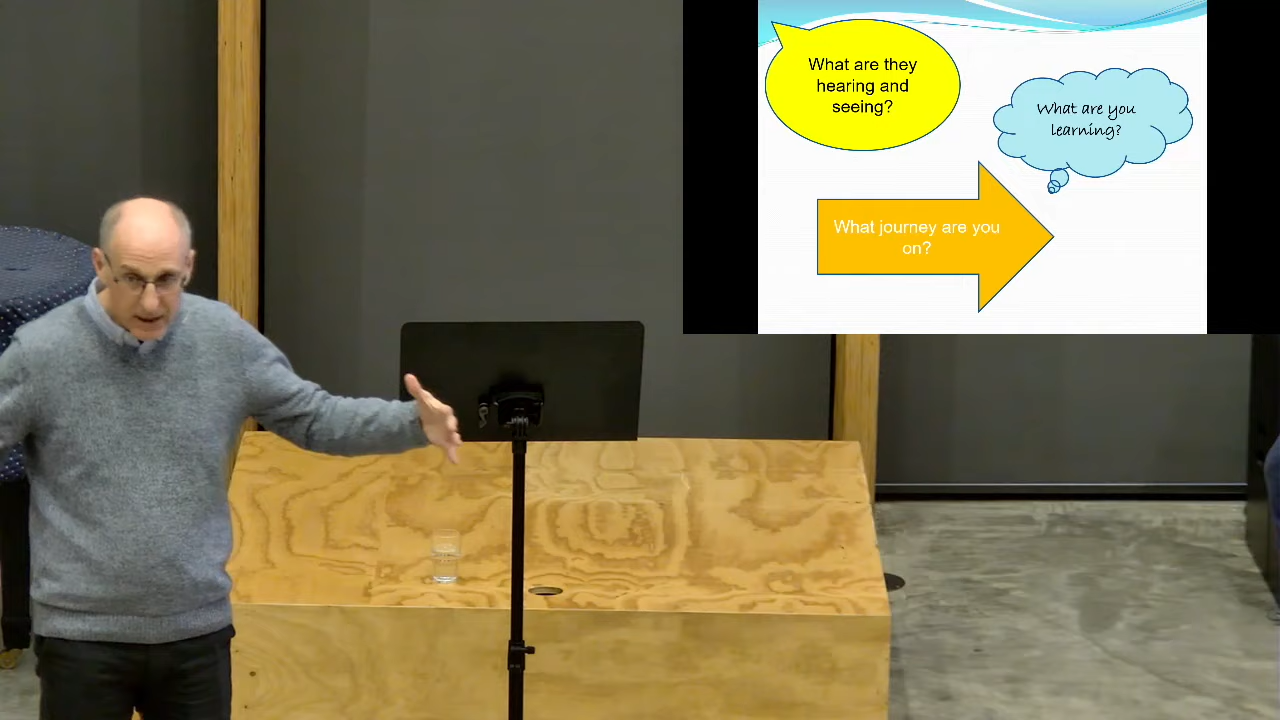 What are they
hearing and
seeing?
What are you
learning?
What journey are you
on?